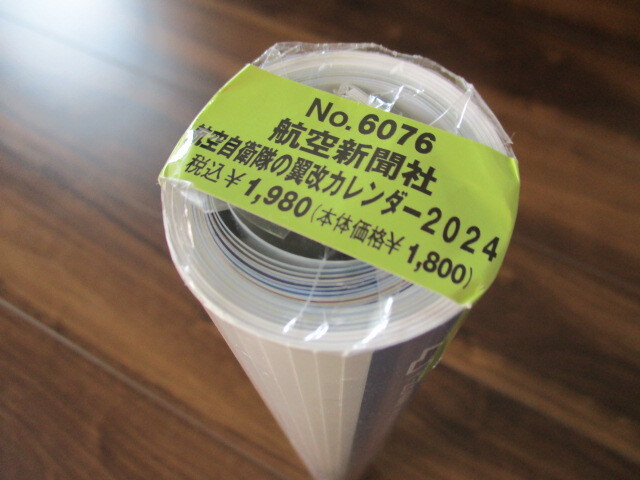 No.6076
航空新聞社
航空自衛隊の翼改カレンダー2024
税込¥1,980(本体価格¥1,800)